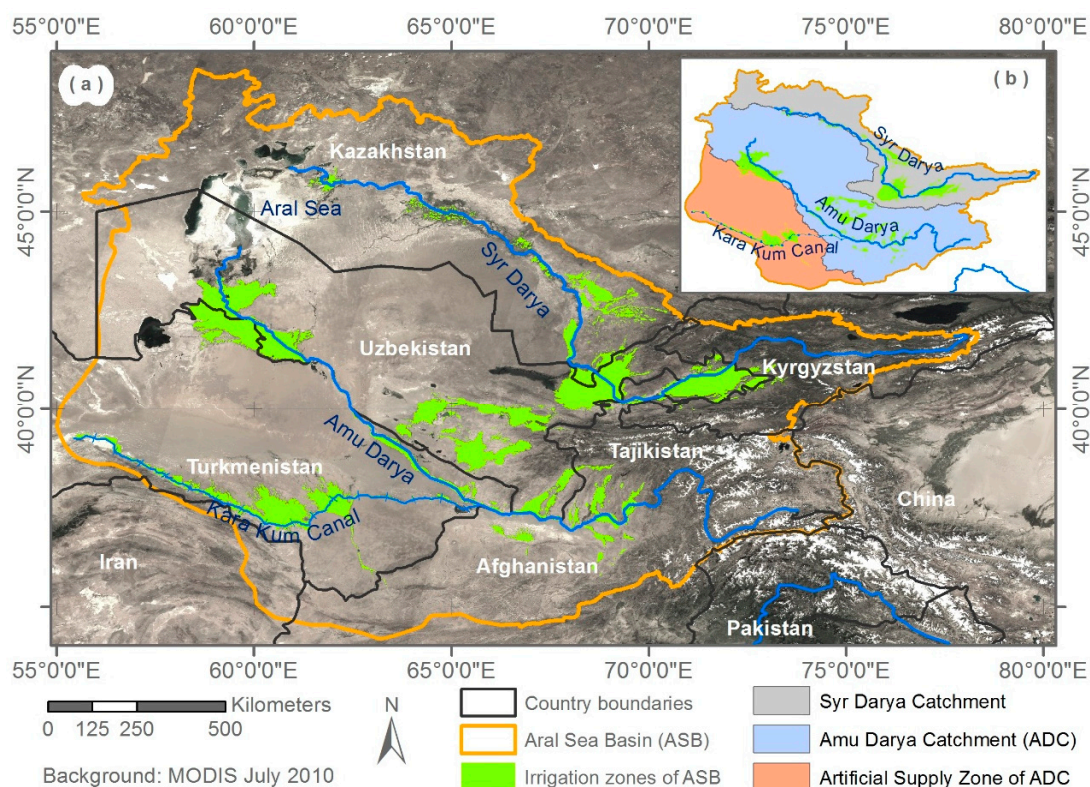 55°0'0"E 60°0'0"E 65°0'0"E 70°0'0"E 75°0'0"E 80°0'0"E
( a )
( b )
Kazakhstan
Syr Darya
45°0'0"N
Aral Sea
Amu Darya
45°0'0"N
Syr Darya
Kara Kum Canal
Uzbekistan
Kyrgyzstan
40°0'0"N
40°0'0"N
Amu Darya
Tajikistan
Turkmenistan
China
Kara Kum Canal
Iran
Afghanistan
Pakistan
55°0'0"E 60°0'0"E 65°0'0"E 70°0'0"E 75°0'0"E 80°0'0"E
Kilometers
0 125 250 500
N
Background: MODIS July 2010
Country boundaries
Aral Sea Basin (ASB)
Irrigation zones of ASB
Syr Darya Catchment
Amu Darya Catchment (ADC)
Artificial Supply Zone of ADC